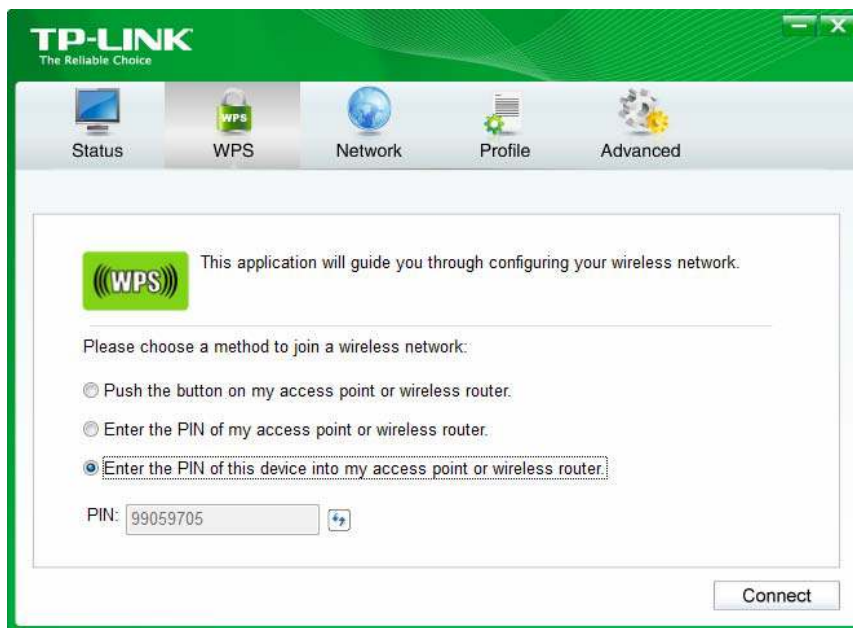 TP-LINK
The Reliable Choice
Status WPS Network Profile Advanced
WPS
(((WPS)))
This application will guide you through configuring your wireless network.
Please choose a method to join a wireless network:
Push the button on my access point or wireless router.
Enter the PIN of my access point or wireless router.
Enter the PIN of this device into my access point or wireless router.
PIN: 99059705
Connect